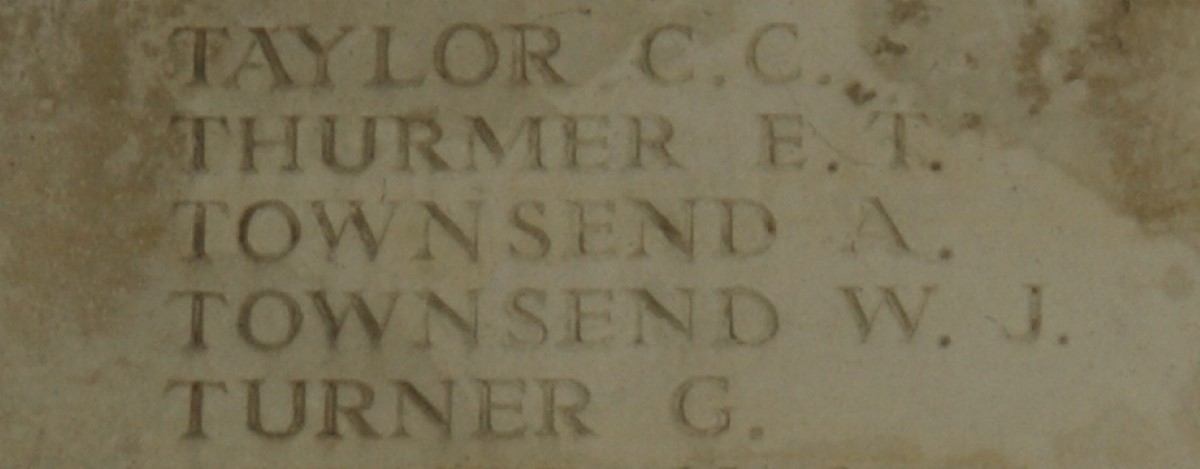 TAYLOR C.C.
THURMER E.T.
TOWNSEND A.
TOWNSEND W.J.
TURNER G.